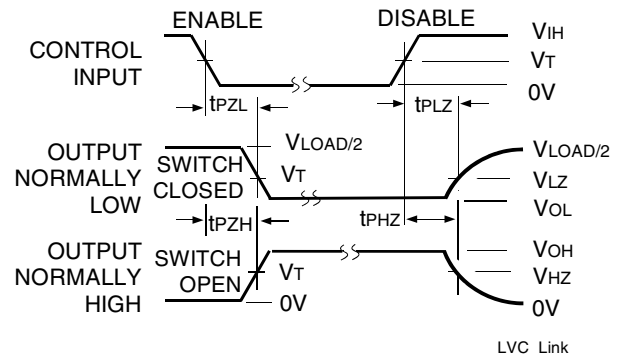 ENABLE DISABLE
CONTROL INPUT
VIH
VT
0V
tPZL tPLZ
OUTPUT NORMALLY LOW
SWITCH CLOSED
VLOAD/2
VT
VLOAD/2
VLZ
VOL
tPZH tPHZ
OUTPUT NORMALLY HIGH
SWITCH OPEN
VT
0V
VOH
VHZ
0V
LVC Link